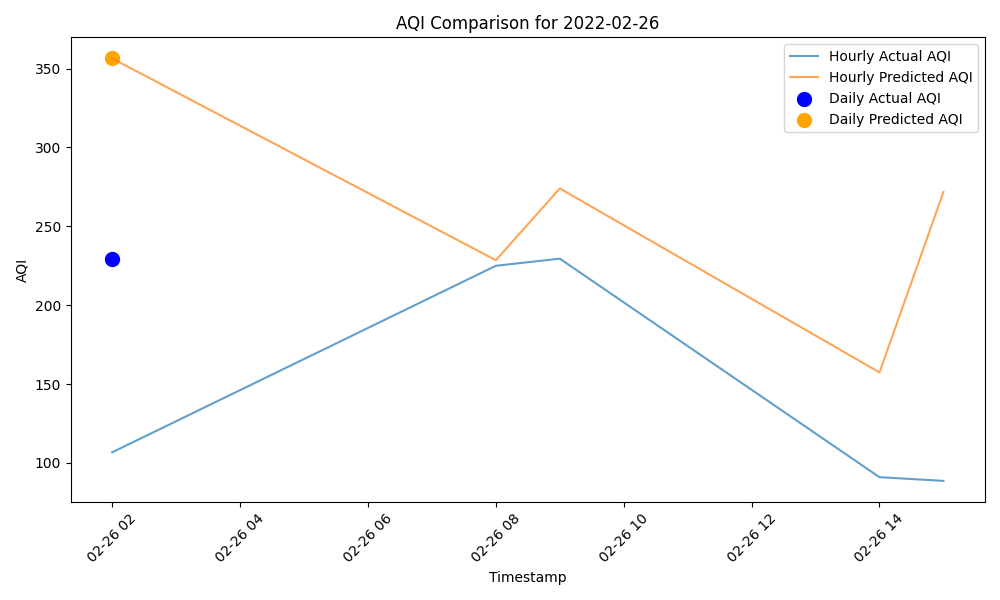 AQI Comparison for 2022-02-26
Hourly Actual AQI
Hourly Predicted AQI
Daily Actual AQI
Daily Predicted AQI
AQI
350
300
250
200
150
100
02-26 02
02-26 04
02-26 06
02-26 08
02-26 10
02-26 12
02-26 14
Timestamp